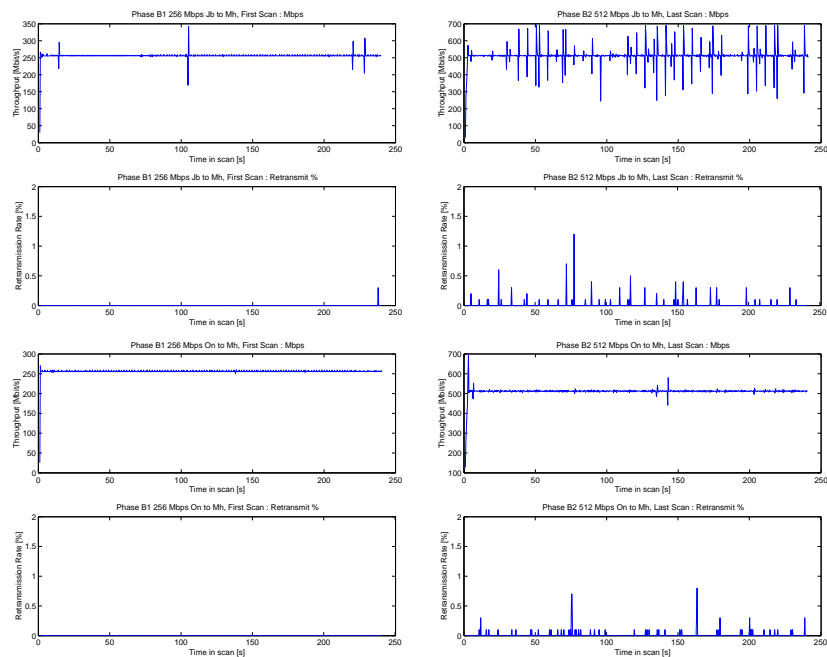 Phase B1 256 Mbps Jb to Mh, First Scan : Mbps
Throughput [Mbit/s]
350
300
250
200
150
100
50
0
0 50 100 150 200 250
Time in scan [s]
Phase B2 512 Mbps Jb to Mh, Last Scan : Mbps
Throughput [Mbit/s]
700
600
500
400
300
200
100
0
0 50 100 150 200 250
Time in scan [s]
Phase B1 256 Mbps Jb to Mh, First Scan : Retransmit %
Retransmission Rate [%]
2
1.5
1
0.5
0
0 50 100 150 200 250
Time in scan [s]
Phase B2 512 Mbps Jb to Mh, Last Scan : Retransmit %
Retransmission Rate [%]
2
1.5
1
0.5
0
0 50 100 150 200 250
Time in scan [s]
Phase B1 256 Mbps On to Mh, First Scan : Mbps
Throughput [Mbit/s]
300
250
200
150
100
50
0
0 50 100 150 200 250
Time in scan [s]
Phase B2 512 Mbps On to Mh, Last Scan : Mbps
Throughput [Mbit/s]
700
600
500
400
300
200
100
0 50 100 150 200 250
Time in scan [s]
Phase B1 256 Mbps On to Mh, First Scan : Retransmit %
Retransmission Rate [%]
2
1.5
1
0.5
0
0 50 100 150 200 250
Time in scan [s]
Phase B2 512 Mbps On to Mh, Last Scan : Retransmit %
Retransmission Rate [%]
2
1.5
1
0.5
0
0 50 100 150 200 250
Time in scan [s]